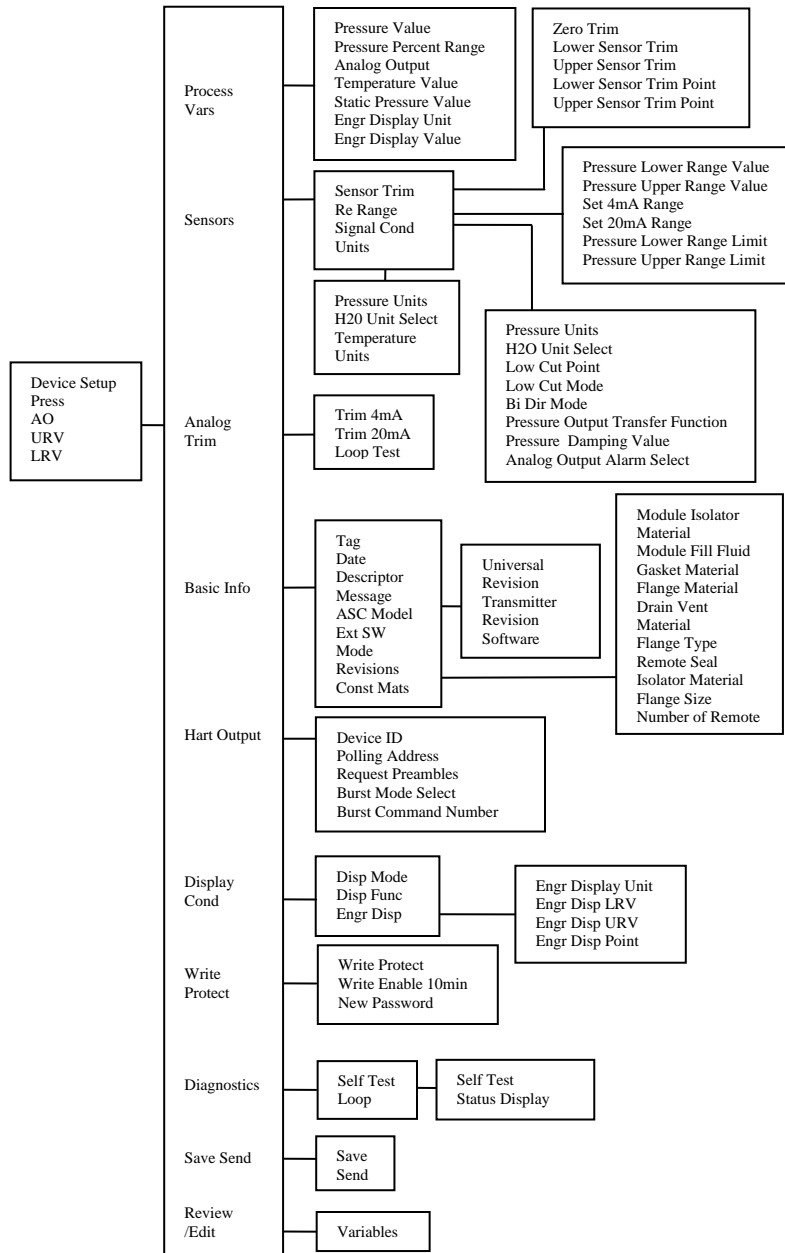 Process
Vars
Pressure Value
Pressure Percent Range
Analog Output
Temperature Value
Static Pressure Value
Engr Display Unit
Engr Display Value
Zero Trim
Lower Sensor Trim
Upper Sensor Trim
Lower Sensor Trim Point
Upper Sensor Trim Point
Sensors
Sensor Trim
Re Range
Signal Cond
Units
Pressure Lower Range Value
Pressure Upper Range Value
Set 4mA Range
Set 20mA Range
Pressure Lower Range Limit
Pressure Upper Range Limit
Pressure Units
H20 Unit Select
Temperature
Units
Pressure Units
H2O Unit Select
Low Cut Point
Low Cut Mode
Bi Dir Mode
Pressure Output Transfer Function
Pressure Damping Value
Analog Output Alarm Select
Device Setup
Press
AO
URV
LRV
Analog
Trim
Trim 4mA
Trim 20mA
Loop Test
Basic Info
Tag
Date
Descriptor
Message
ASC Model
Ext SW
Mode
Revisions
Const Mats
Universal
Revision
Transmitter
Revision
Software
Module Isolator
Material
Module Fill Fluid
Gasket Material
Flange Material
Drain Vent
Material
Flange Type
Remote Seal
Isolator Material
Flange Size
Number of Remote
Hart Output
Device ID
Polling Address
Request Preambles
Burst Mode Select
Burst Command Number
Display
Cond
Disp Mode
Disp Func
Engr Disp
Engr Display Unit
Engr Disp LRV
Engr Disp URV
Engr Disp Point
Write
Protect
Write Protect
Write Enable 10min
New Password
Diagnostics
Self Test
Loop
Self Test
Status Display
Save Send
Save
Send
Review
/Edit
Variables